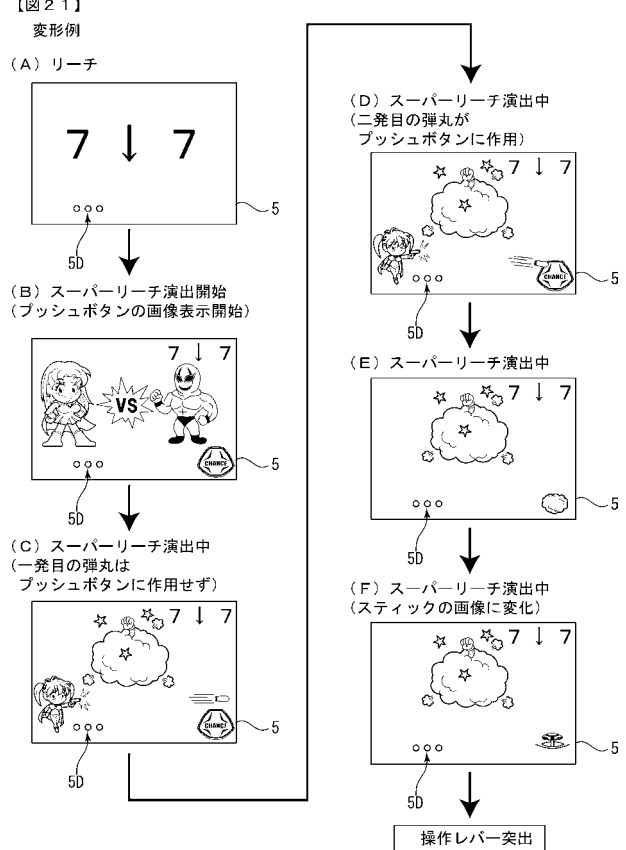 【図21】
変形例
(A) リーチ
7 ↓ 7
5
5D
(B) スーパーリーチ演出開始
(プッシュボタンの画像表示開始)
7 ↓ 7
VS
CHANCE
5
5D
(C) スーパーリーチ演出中
(一発目の弾丸は
プッシュボタンに作用せず)
7 ↓ 7
CHANCE
5
5D
(D) スーパーリーチ演出中
(二発目の弾丸が
プッシュボタンに作用)
7 ↓ 7
CHANCE
5
5D
(E) スーパーリーチ演出中
7 ↓ 7
5
5D
(F) スーパーリーチ演出中
(スティックの画像に変化)
7 ↓ 7
5
5D
操作レバー突出